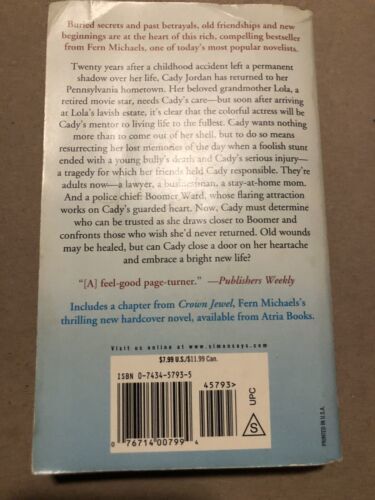 Buried secrets and past betrayals, old friendships and new
beginnings are at the heart of this rich, compelling bestseller
from Fern Michaels, one of today's most popular novelists.
Twenty years after a childhood accident left a permanent
shadow over her life, Cady Jordan has returned to her
Pennsylvania hometown. Her beloved grandmother Lola, a
retired movie star, needs Cady's care—but soon after arriving
at Lola's lavish estate, it's clear that the colorful actress will be
Cady's mentor to living life to the fullest. Cady wants nothing
more than to come out of her shell, but to do so means
resurrecting her lost memories of the day when a foolish stunt
ended with a young bully's death and Cady's serious injury—
a tragedy for which her friends held Cady responsible. They're
adults now—a lawyer, a businessman, a stay-at-home mom.
And a police chief: Boomer Ward, whose flaring attraction
works on Cady's guarded heart. Now, Cady must determine
who can be trusted as she draws closer to Boomer and
confronts those who wish she'd never returned. Old wounds
may be healed, but can Cady close a door on her heartache
and embrace a bright new life?
"[A] feel-good page-turner." —Publishers Weekly
Includes a chapter from Crown Jewel, Fern Michaels's
thrilling new hardcover novel, available from Atria Books.
Visit us online at www.simonsays.com
$7.99 U.S./$11.99 Can.
ISBN 0-7434-5793-5
45793>
UPC
S
0 76714 00799 4
PRINTED IN U.S.A.